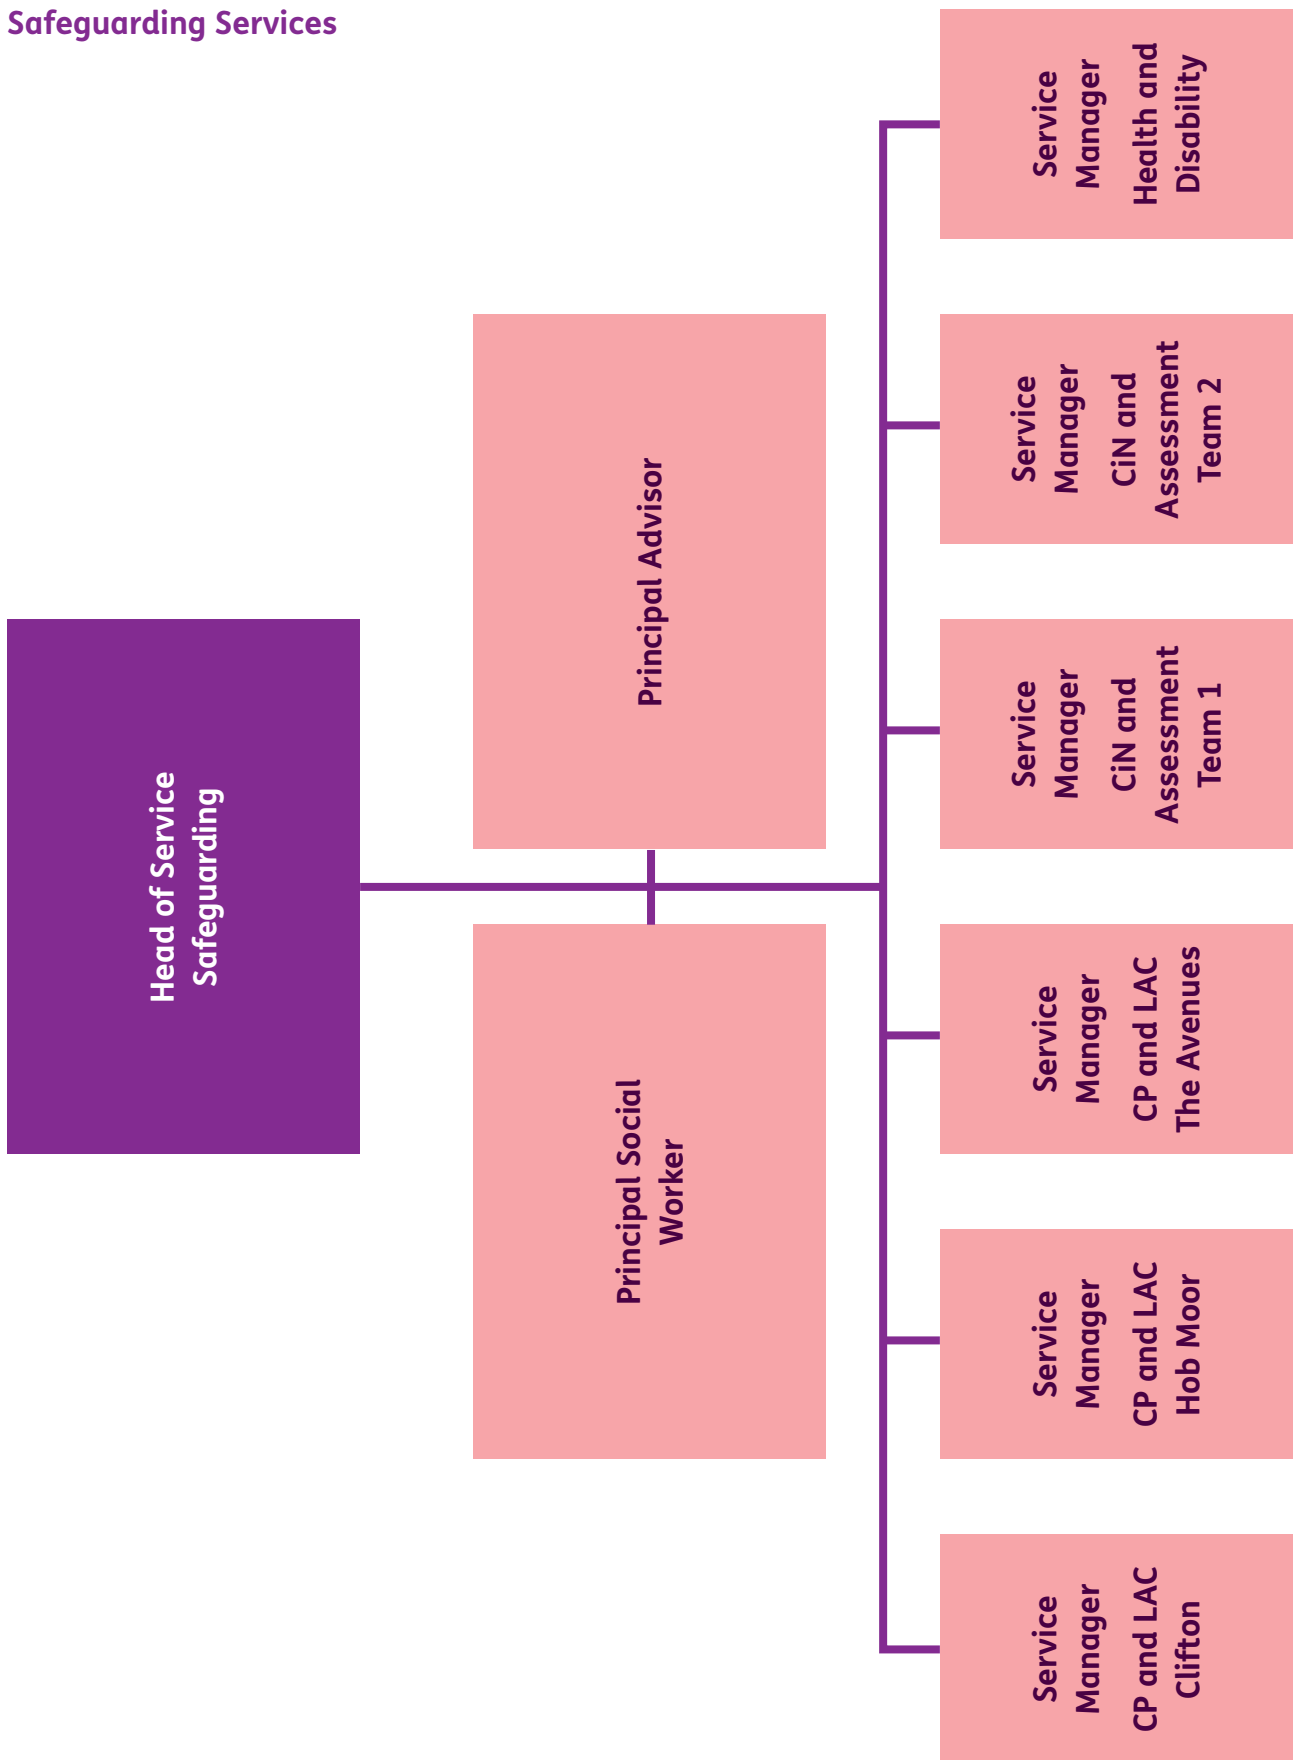 Safeguarding Services
Head of Service
Safeguarding
Principal Social
Worker
Principal Advisor
Service
Manager
CP and LAC
Clifton
Service
Manager
CP and LAC
Hob Moor
Service
Manager
CP and LAC
The Avenues
Service
Manager
CiN and
Assessment
Team 1
Service
Manager
CiN and
Assessment
Team 2
Service
Manager
Health and
Disability